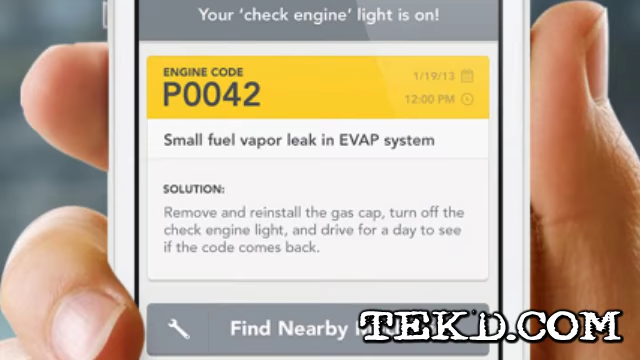 Your ‘check engine’ light is on!
ENGINE CODE
P0042
1/19/13
12:00 PM
Small fuel vapor leak in EVAP system
SOLUTION:
Remove and reinstall the gas cap, turn off the
check engine light, and drive for a day to see
if the code comes back.
Find Nearby
TEKD.COM